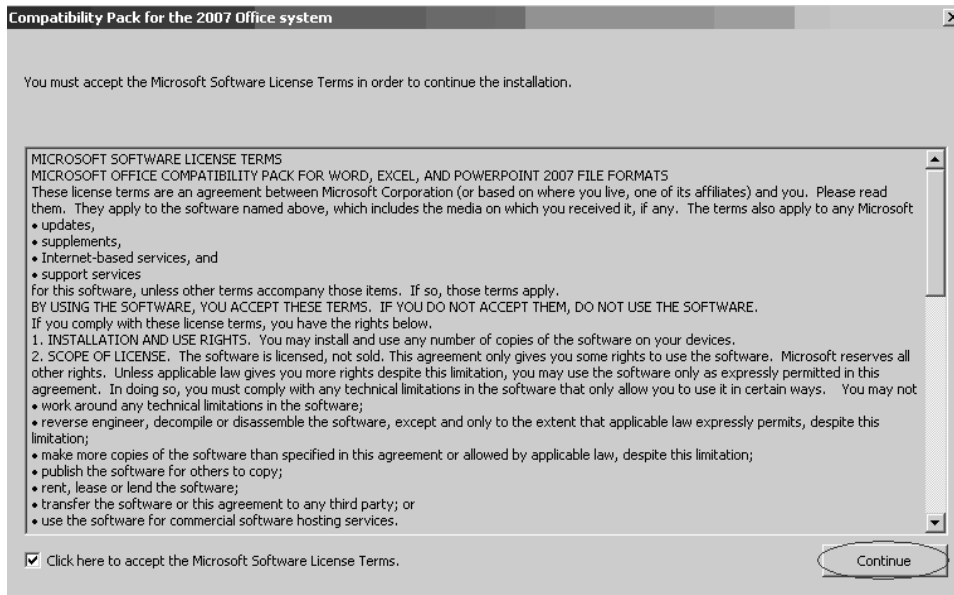 Compatibility Pack for the 2007 Office system
You must accept the Microsoft Software License Terms in order to continue the installation.
MICROSOFT SOFTWARE LICENSE TERMS
MICROSOFT OFFICE COMPATIBILITY PACK FOR WORD, EXCEL, AND POWERPOINT 2007 FILE FORMATS
These license terms are an agreement between Microsoft Corporation (or based on where you live, one of its affiliates) and you.  Please read
them.  They apply to the software named above, which includes the media on which you received it, if any.  The terms also apply to any Microsoft
• updates,
• supplements,
• Internet-based services, and
• support services
for this software, unless other terms accompany those items.  If so, those terms apply.
BY USING THE SOFTWARE, YOU ACCEPT THESE TERMS.  IF YOU DO NOT ACCEPT THEM, DO NOT USE THE SOFTWARE.
If you comply with these license terms, you have the rights below.
1. INSTALLATION AND USE RIGHTS.  You may install and use any number of copies of the software on your devices.
2. SCOPE OF LICENSE.  The software is licensed, not sold. This agreement only gives you some rights to use the software.  Microsoft reserves all
other rights.  Unless applicable law gives you more rights despite this limitation, you may use the software only as expressly permitted in this
agreement.  In doing so, you must comply with any technical limitations in the software that only allow you to use it in certain ways.    You may not
• work around any technical limitations in the software;
• reverse engineer, decompile or disassemble the software, except and only to the extent that applicable law expressly permits, despite this
limitation;
• make more copies of the software than specified in this agreement or allowed by applicable law, despite this limitation;
• publish the software for others to copy;
• rent, lease or lend the software;
• transfer the software or this agreement to any third party; or
• use the software for commercial software hosting services.
Click here to accept the Microsoft Software License Terms.
Continue